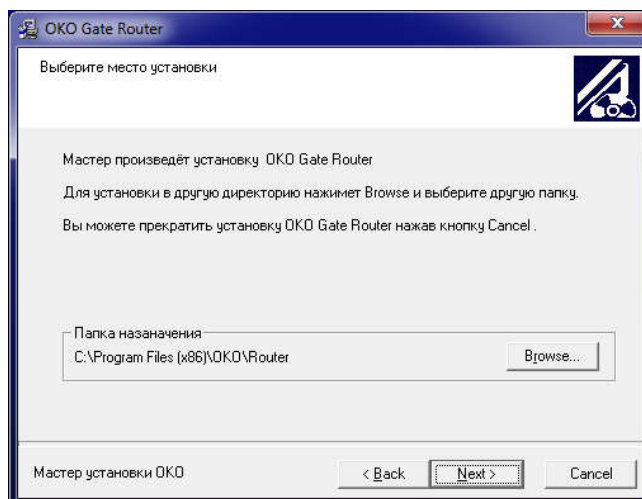 OKO Gate Router
Выберите место установки
Мастер произведёт установку OKO Gate Router
Для установки в другую директорию нажимет Browse и выберите другую папку.
Вы можете прекратить установку OKO Gate Router нажав кнопку Cancel .
Папка назаначения
C:\Program Files (x86)\OKO\Router
Browse...
Мастер установки OKO
< Back
Next >
Cancel